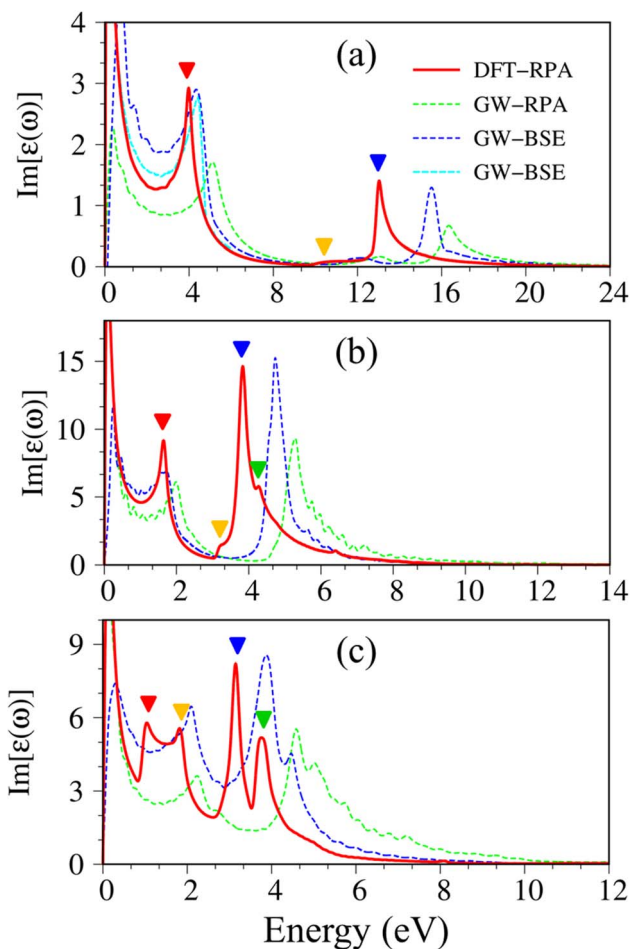 (a)
DFT−RPA
GW−RPA
GW−BSE
GW−BSE
Im[ε(ω)]
4
3
2
1
0
0 4 8 12 16 20 24
(b)
Im[ε(ω)]
15
10
5
0
0 2 4 6 8 10 12 14
(c)
Im[ε(ω)]
9
6
3
0
0 2 4 6 8 10 12
Energy (eV)